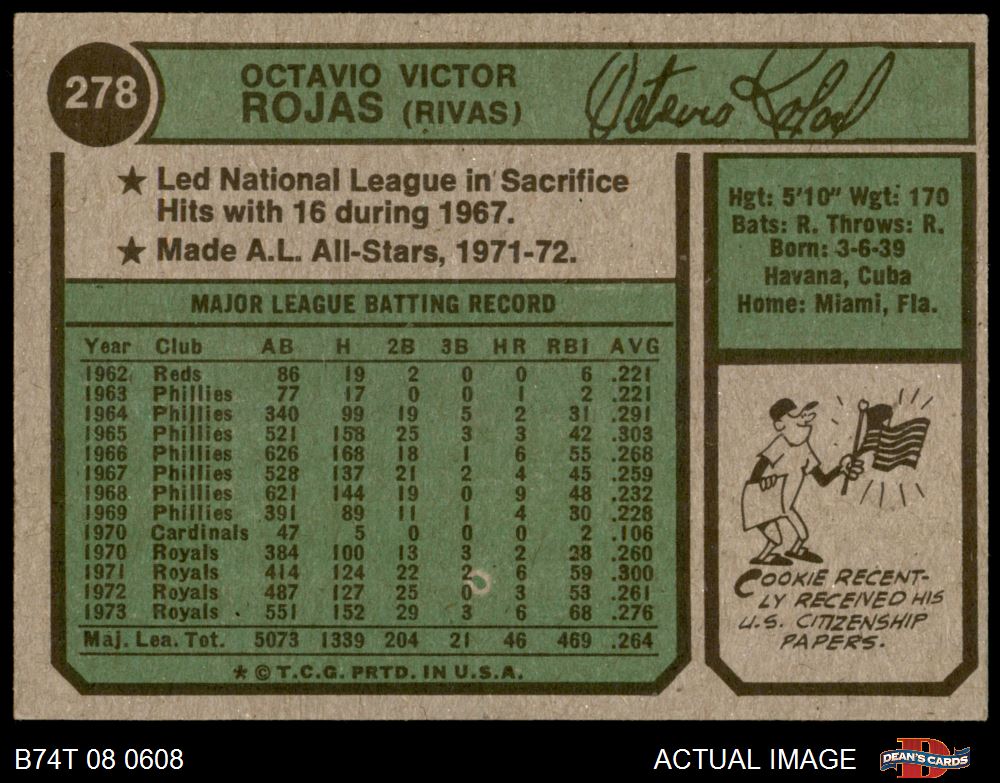 278
OCTAVIO VICTOR
ROJAS (RIVAS)
Octavio Rojas
★ Led National League in Sacrifice
Hits with 16 during 1967.
★ Made A.L. All-Stars, 1971-72.
MAJOR LEAGUE BATTING RECORD
Year Club AB H 2B 3B HR RBI AVG
1962 Reds 86 19 2 0 0 6 .221
1963 Phillies 77 17 0 0 1 2 .221
1964 Phillies 340 99 19 5 2 31 .291
1965 Phillies 521 158 25 3 3 42 .303
1966 Phillies 626 168 18 1 6 55 .268
1967 Phillies 528 137 21 2 4 45 .259
1968 Phillies 621 144 19 0 9 48 .232
1969 Phillies 391 89 11 1 4 30 .228
1970 Cardinals 47 5 0 0 0 2 .106
1970 Royals 384 100 13 3 2 28 .260
1971 Royals 414 124 22 2 6 59 .300
1972 Royals 487 127 25 0 3 53 .261
1973 Royals 551 152 29 3 6 68 .276
Maj. Lea. Tot. 5073 1339 204 21 46 469 .264
* © T.C.G. PRTD. IN U.S.A.
Hgt: 5'10" Wgt: 170
Bats: R. Throws: R.
Born: 3-6-39
Havana, Cuba
Home: Miami, Fla.
COOKIE RECENT-
LY RECEIVED HIS
U.S. CITIZENSHIP
PAPERS.
B74T 08 0608
ACTUAL IMAGE
DEAN'S CARDS